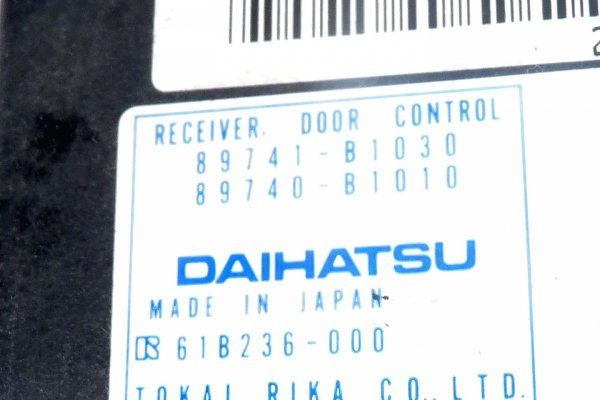 RECEIVER, DOOR CONTROL
89741-B1030
89740-B1010
DAIHATSU
MADE IN JAPAN
61B236-000
TOKAI RIKA CO., LTD.